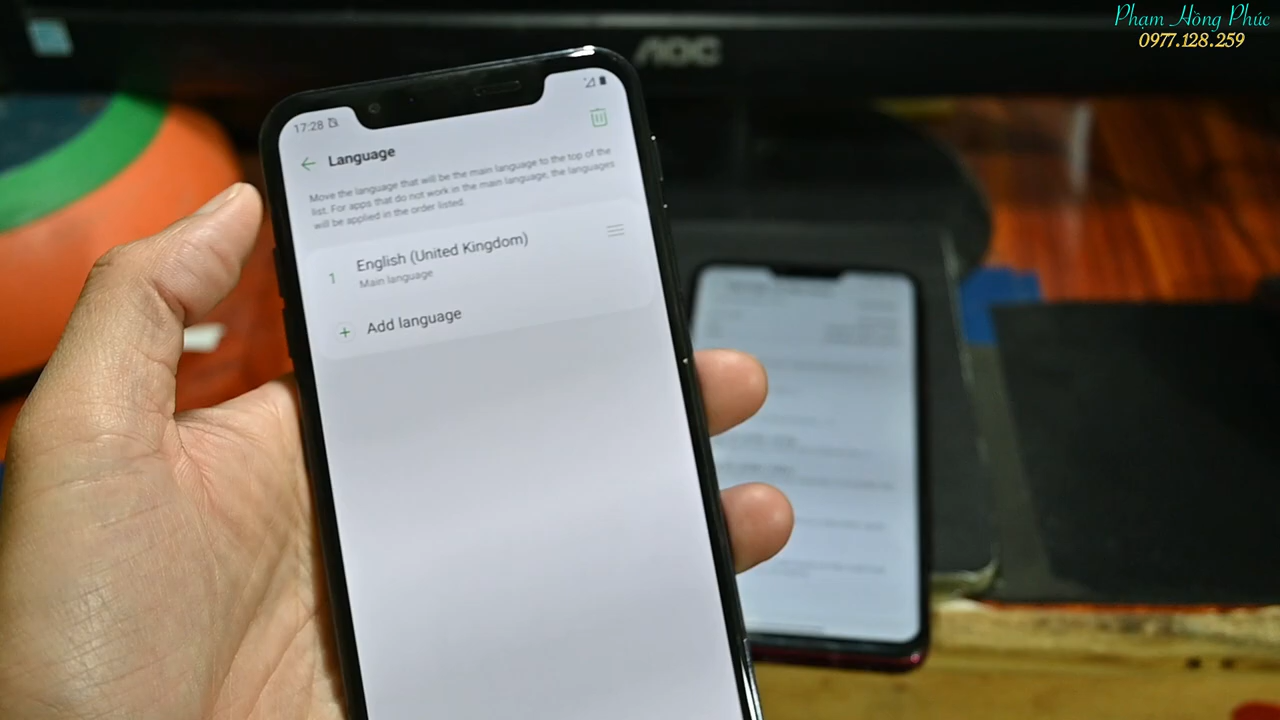 Phạm Hồng Phúc
0977.128.259
AOC
17:28
Language
Move the language that will be the main language to the top of the
list. For apps that do not work in the main language, the languages
will be applied in the order listed.
1 English (United Kingdom)
Main language
+ Add language